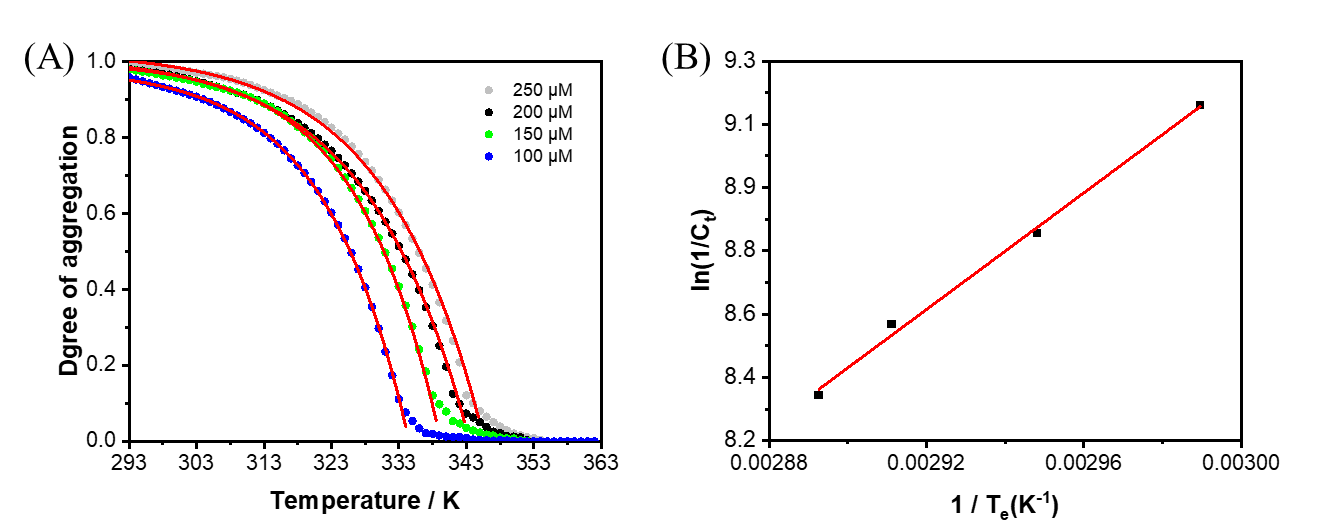 (A)
1.0
0.8
0.6
0.4
0.2
0.0
Dgree of aggregation
250 µM
200 µM
150 µM
100 µM
293 303 313 323 333 343 353 363
Temperature / K
(B)
9.3
9.1
8.9
8.8
8.6
8.4
8.2
ln(1/Cₜ)
0.00288 0.00292 0.00296 0.00300
1 / Tₑ(K⁻¹)